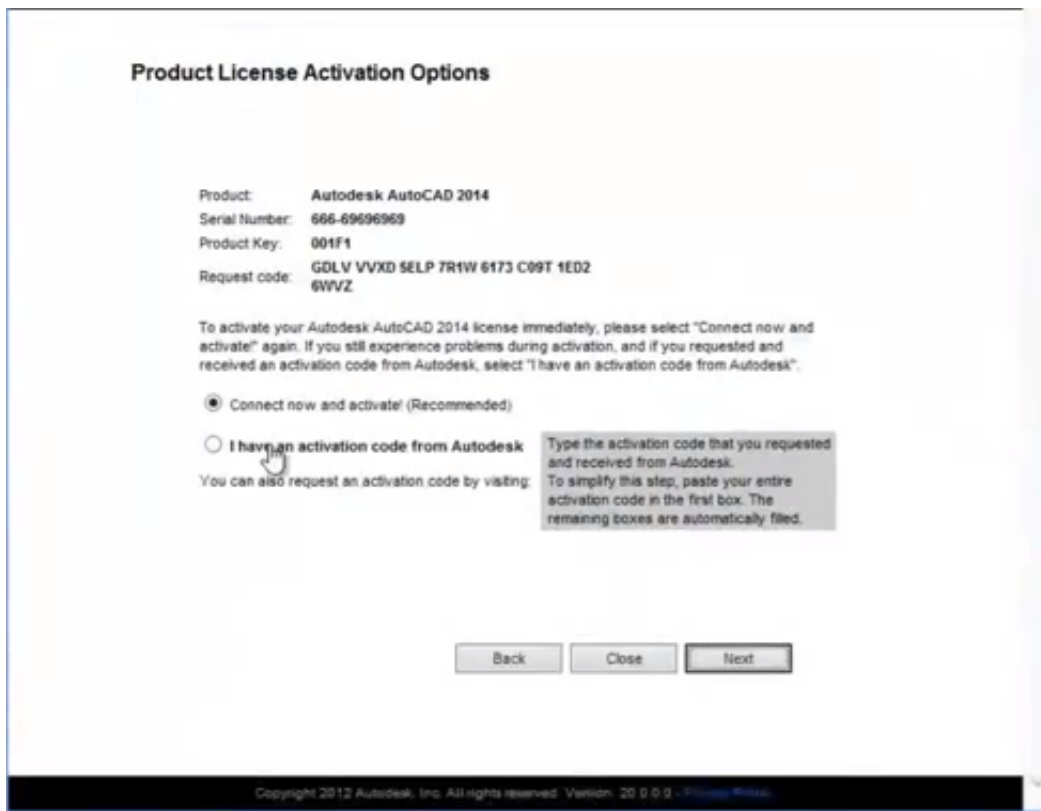 Product License Activation Options
Product: Autodesk AutoCAD 2014
Serial Number: 666-69696969
Product Key: 001F1
Request code: GDLV VVXD 5ELP 7R1W 6173 C09T 1ED2
6WVZ
To activate your Autodesk AutoCAD 2014 license immediately, please select "Connect now and
activate!" again. If you still experience problems during activation, and if you requested and
received an activation code from Autodesk, select "I have an activation code from Autodesk".
Connect now and activate! (Recommended)
I have an activation code from Autodesk
You can also request an activation code by visiting:
Type the activation code that you requested
and received from Autodesk.
To simplify this step, paste your entire
activation code in the first box. The
remaining boxes are automatically filled.
Back Close Next
Copyright 2012 Autodesk, Inc. All rights reserved. Version: 20.0.0.0 -